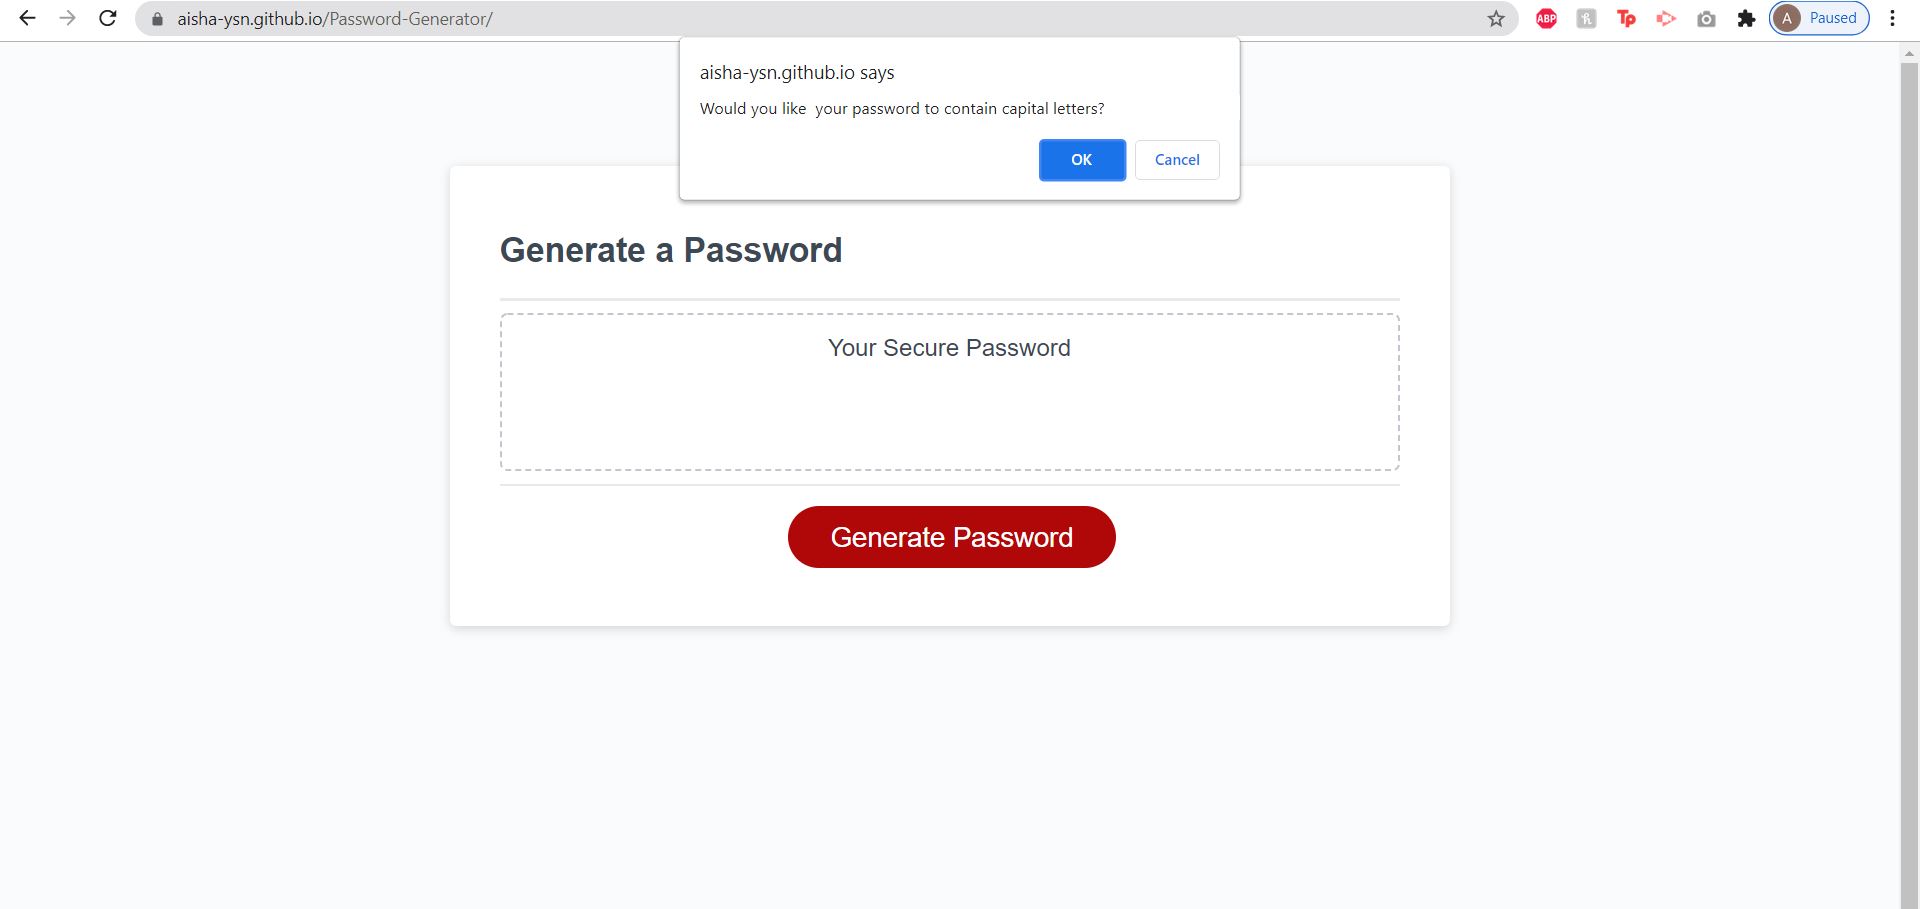 aisha-ysn.github.io/Password-Generator/
ABP
h
Tp
A Paused
aisha-ysn.github.io says
Would you like  your password to contain capital letters?
OK Cancel
Generate a Password
Your Secure Password
Generate Password